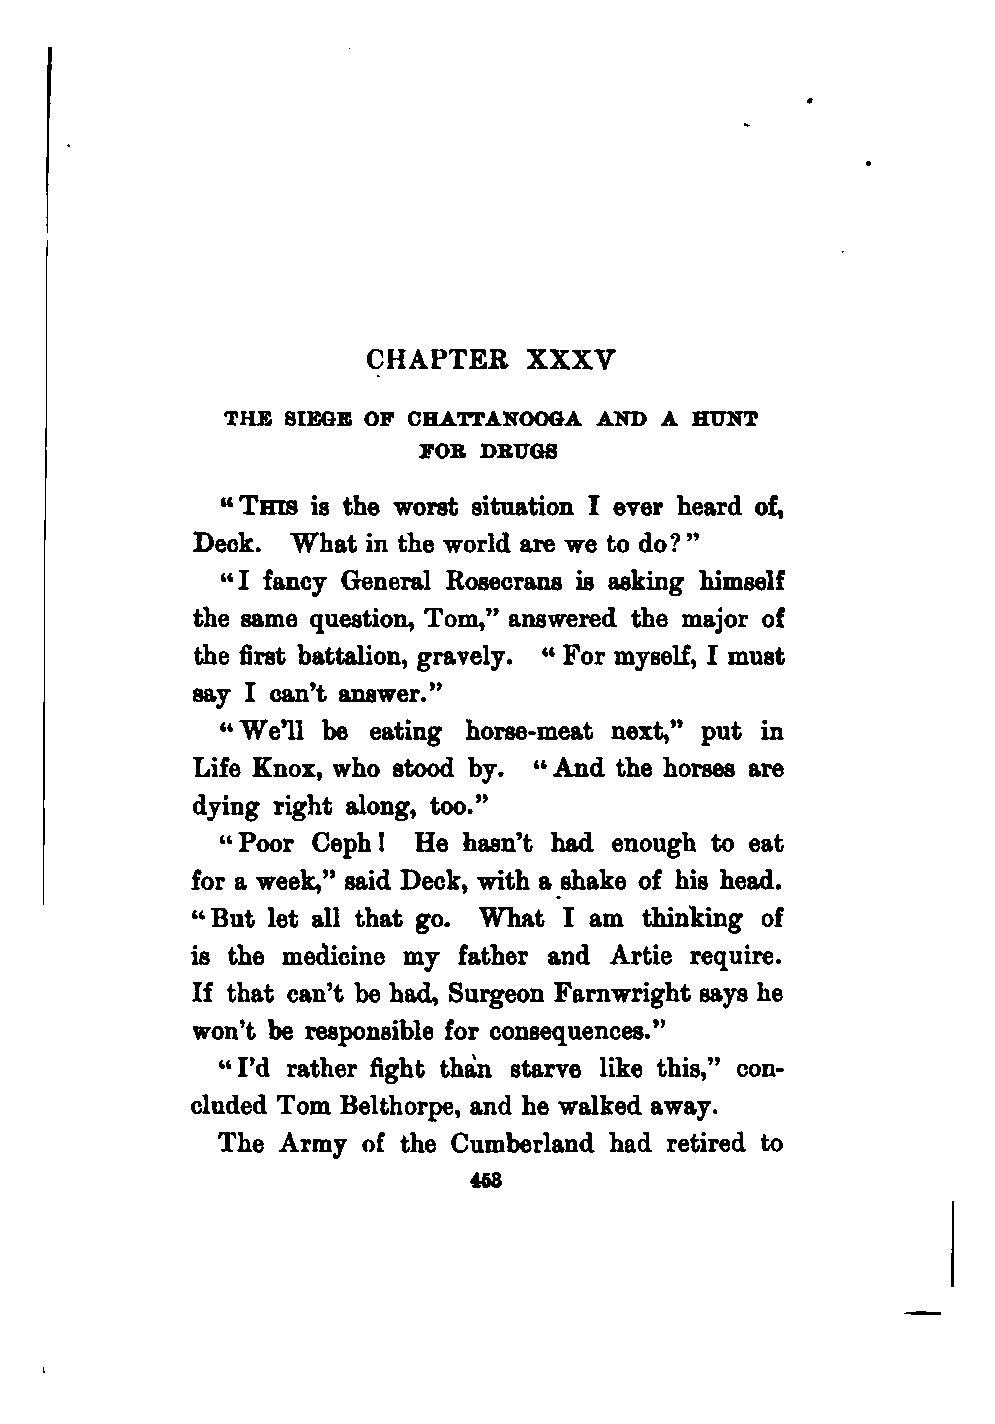 CHAPTER XXXV
THE SIEGE OF CHATTANOOGA AND A HUNT
FOR DRUGS
“THIS is the worst situation I ever heard of,
Deck. What in the world are we to do?”
“I fancy General Rosecrans is asking himself
the same question, Tom,” answered the major of
the first battalion, gravely. “For myself, I must
say I can’t answer.”
“We’ll be eating horse-meat next,” put in
Life Knox, who stood by. “And the horses are
dying right along, too.”
“Poor Ceph! He hasn’t had enough to eat
for a week,” said Deck, with a shake of his head.
“But let all that go. What I am thinking of
is the medicine my father and Artie require.
If that can’t be had, Surgeon Farnwright says he
won’t be responsible for consequences.”
“I’d rather fight than starve like this,” con-
cluded Tom Belthorpe, and he walked away.
The Army of the Cumberland had retired to
453